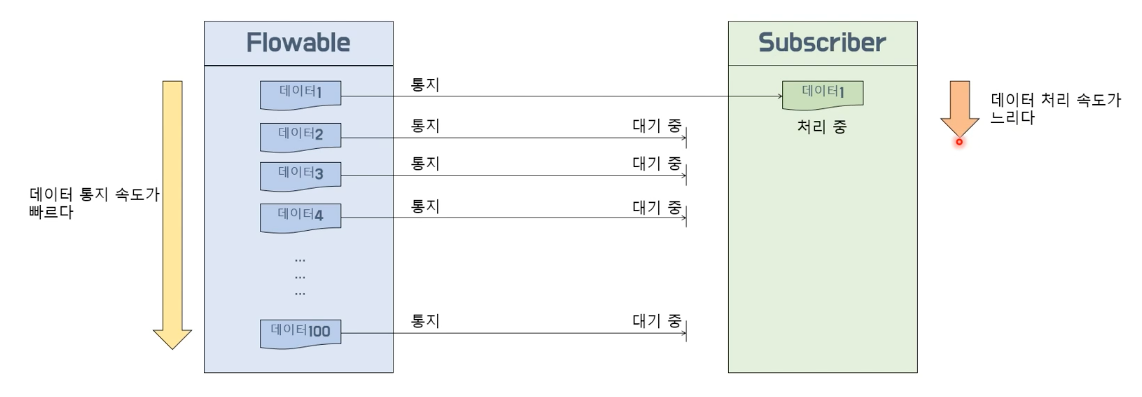 Flowable
Subscriber
데이터1
통지
데이터1
처리 중
데이터2
통지
대기 중
데이터3
통지
대기 중
데이터4
통지
대기 중
...
...
...
데이터100
통지
대기 중
데이터 통지 속도가
빠르다
데이터 처리 속도가
느리다